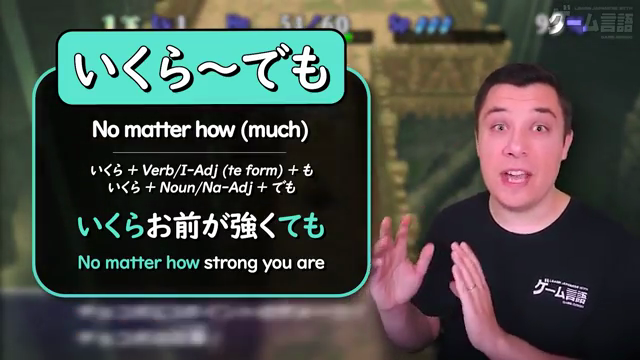 1F
Lv 1
51/60
いくら〜でも
No matter how (much)
いくら + Verb/I-Adj (te form) + も
いくら + Noun/Na-Adj + でも
いくらお前が強くても
No matter how strong you are
ゲーム言語
ゲーム言語